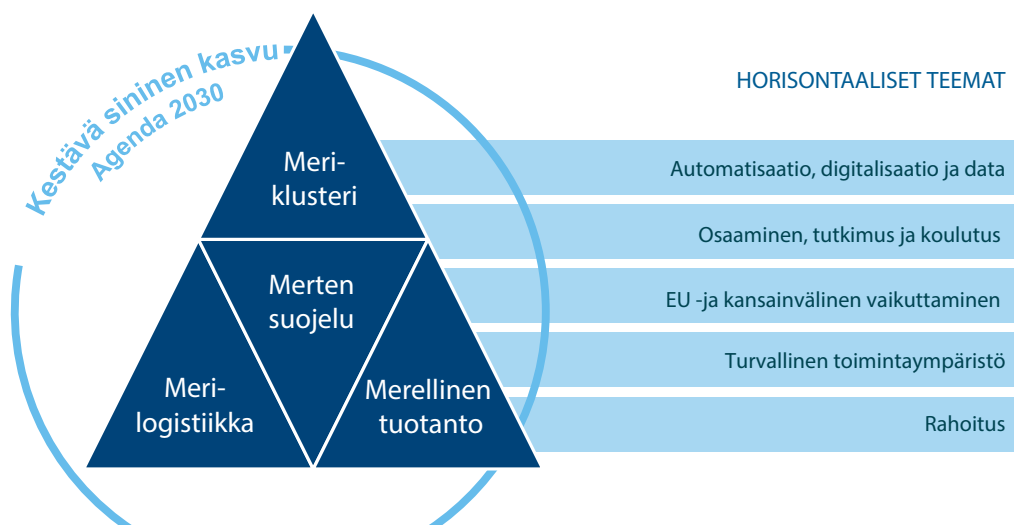 Kestävä sininen kasvu
Agenda 2030
HORISONTAALISET TEEMAT
Meri-
klusteri
Merten
suojelu
Meri-
logistiikka
Merellinen
tuotanto
Automatisaatio, digitalisaatio ja data
Osaaminen, tutkimus ja koulutus
EU -ja kansainvälinen vaikuttaminen
Turvallinen toimintaympäristö
Rahoitus